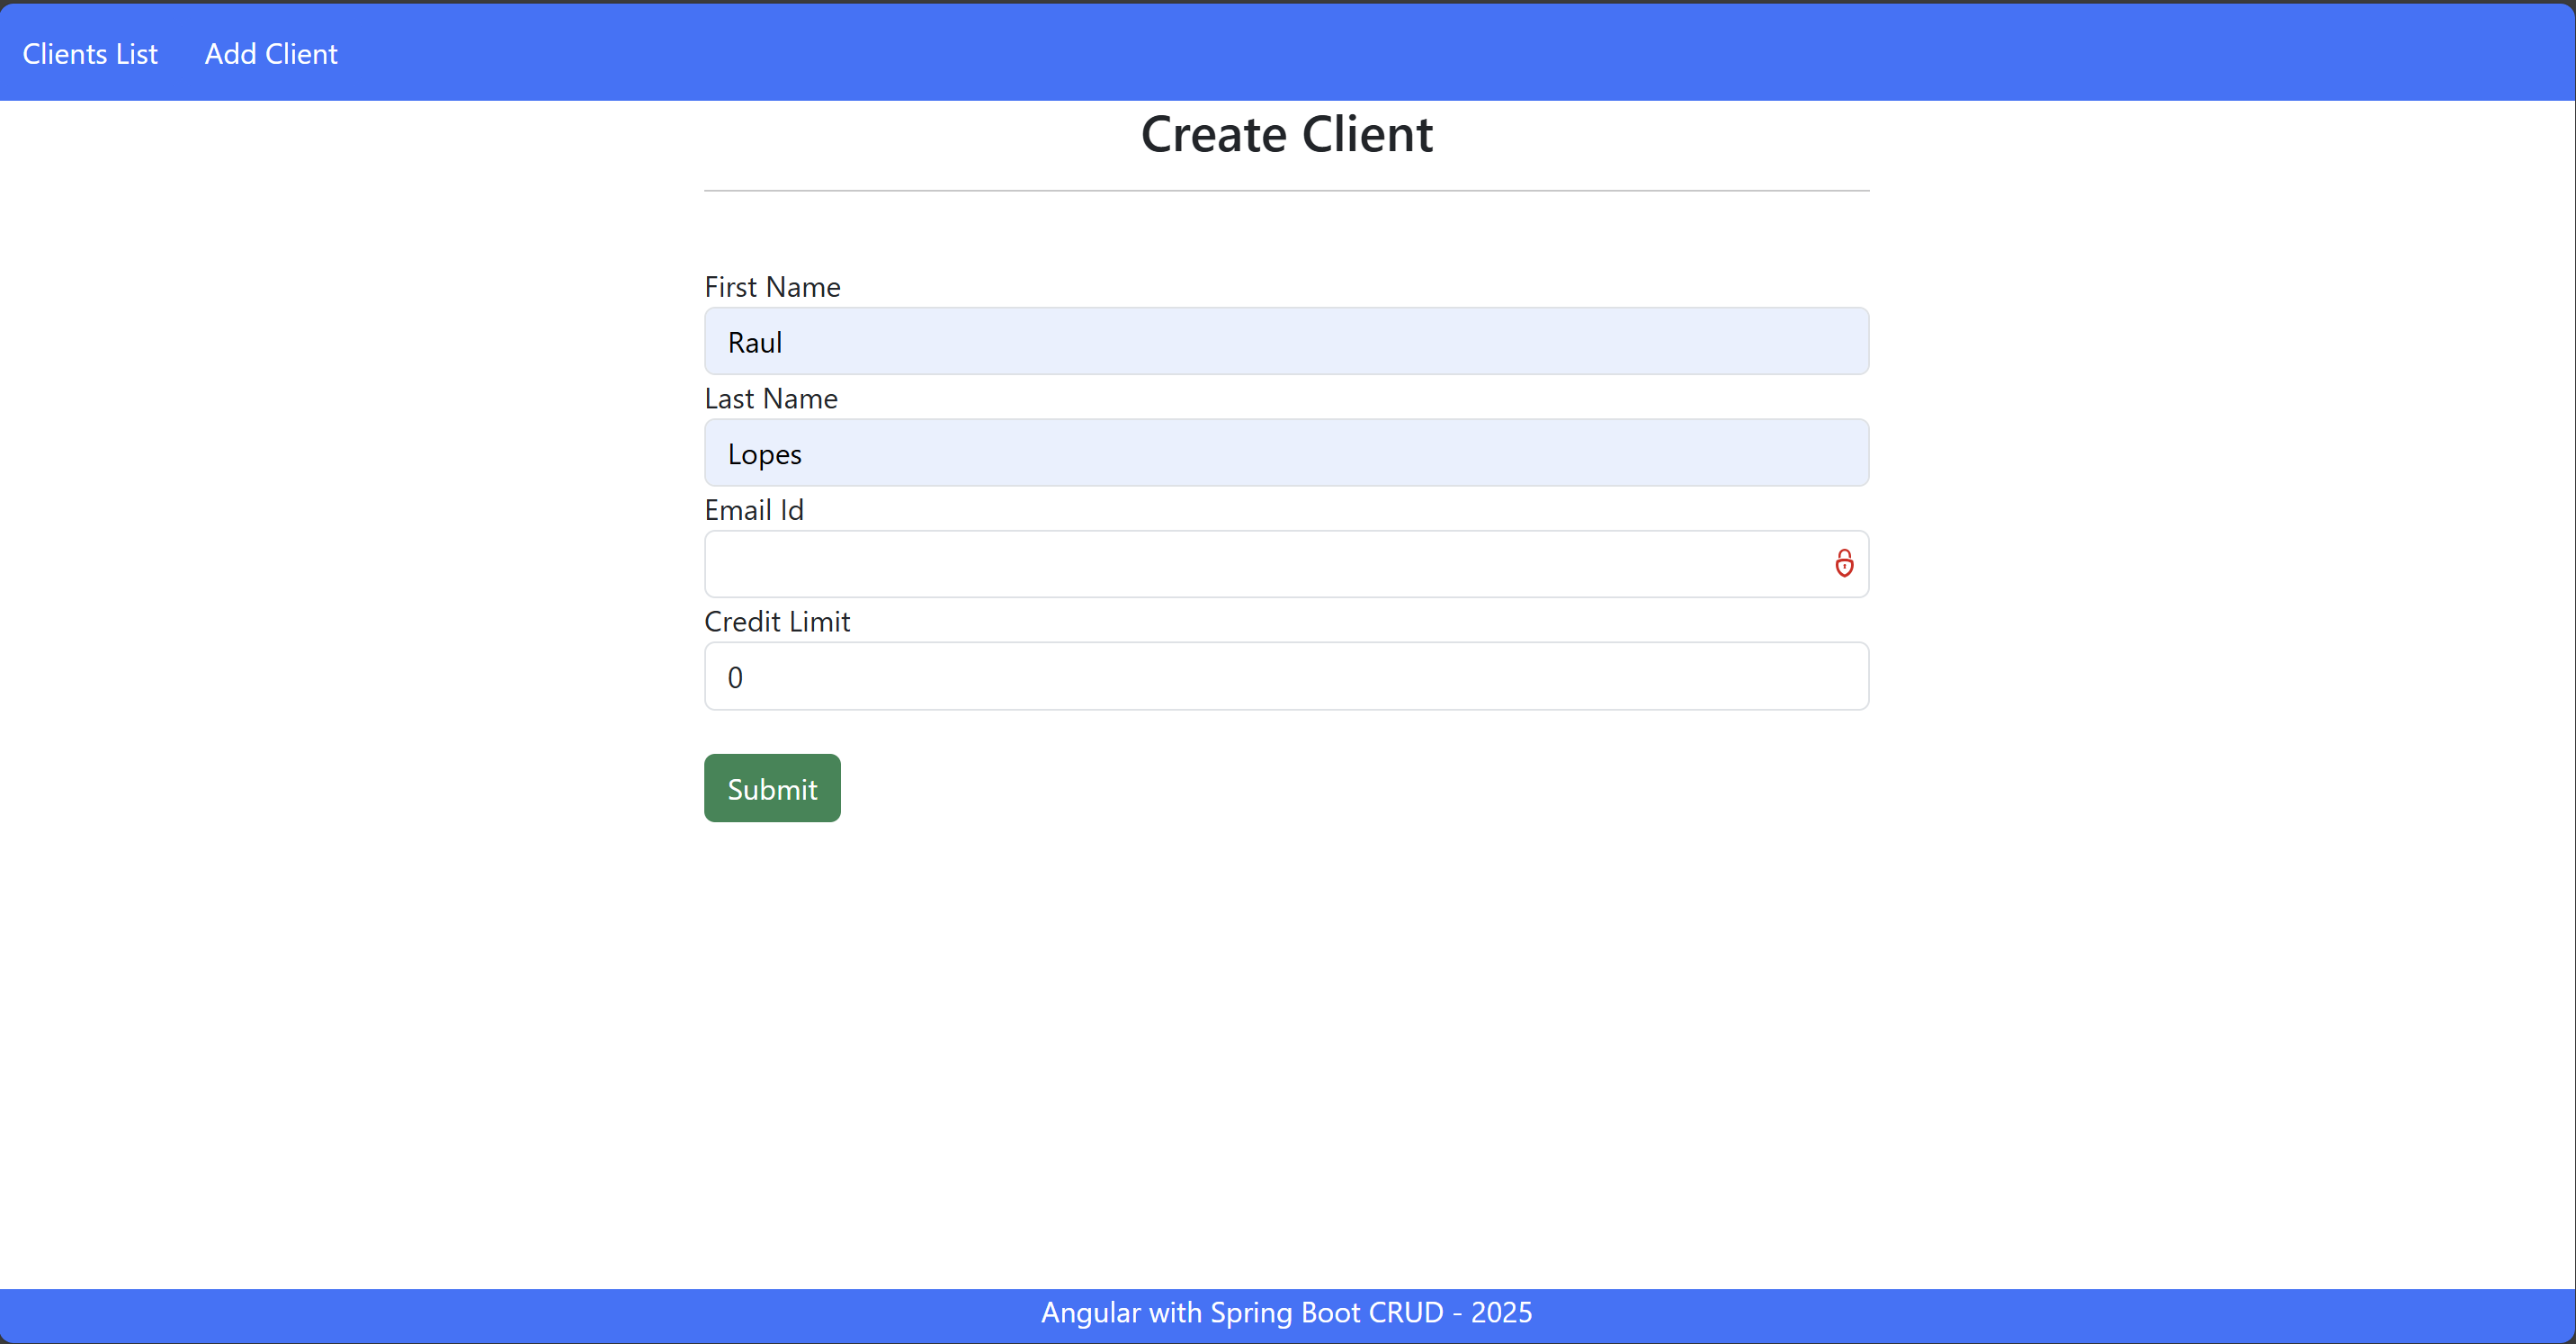 Clients List Add Client
Create Client
First Name
Raul
Last Name
Lopes
Email Id
Credit Limit
0
Submit
Angular with Spring Boot CRUD - 2025